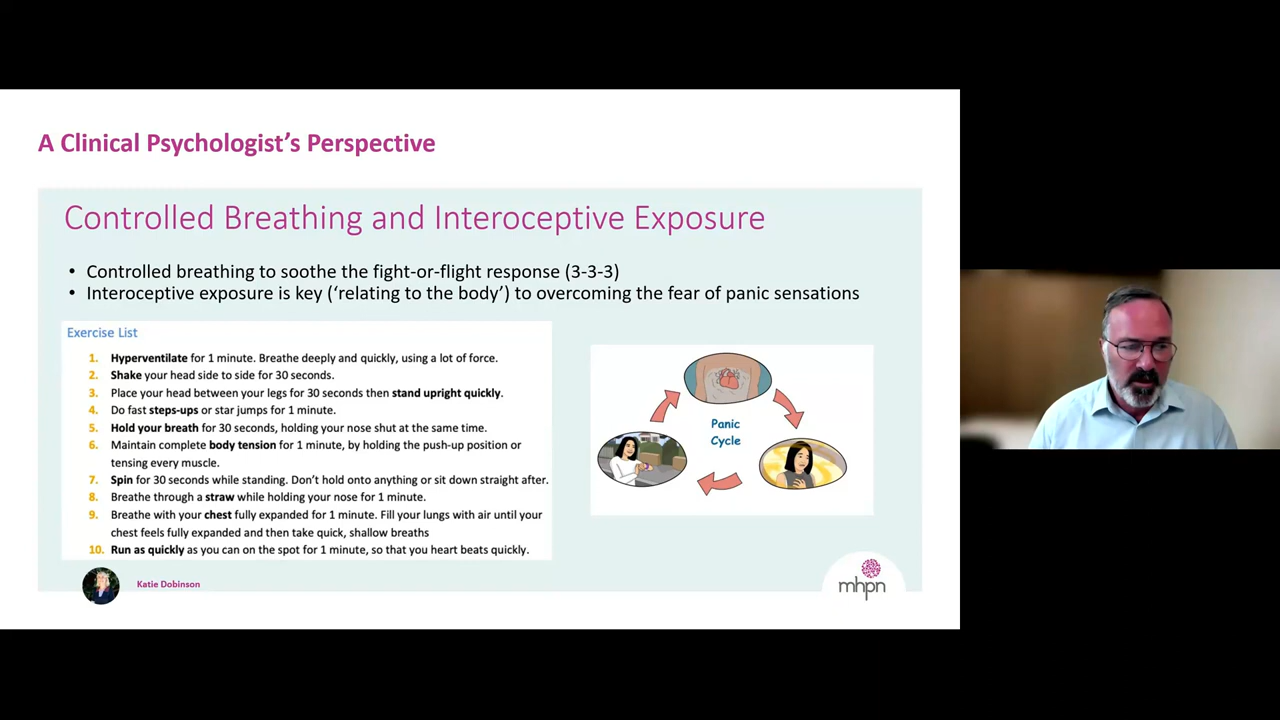 A Clinical Psychologist's Perspective
Controlled Breathing and Interoceptive Exposure
• Controlled breathing to soothe the fight-or-flight response (3-3-3)
• Interoceptive exposure is key ('relating to the body') to overcoming the fear of panic sensations
Exercise List
1. Hyperventilate for 1 minute. Breathe deeply and quickly, using a lot of force.
2. Shake your head side to side for 30 seconds.
3. Place your head between your legs for 30 seconds then stand upright quickly.
4. Do fast steps-ups or star jumps for 1 minute.
5. Hold your breath for 30 seconds, holding your nose shut at the same time.
6. Maintain complete body tension for 1 minute, by holding the push-up position or
tensing every muscle.
7. Spin for 30 seconds while standing. Don't hold onto anything or sit down straight after.
8. Breathe through a straw while holding your nose for 1 minute.
9. Breathe with your chest fully expanded for 1 minute. Fill your lungs with air until your
chest feels fully expanded and then take quick, shallow breaths
10. Run as quickly as you can on the spot for 1 minute, so that you heart beats quickly.
Panic
Cycle
Katie Dobinson
mhpn